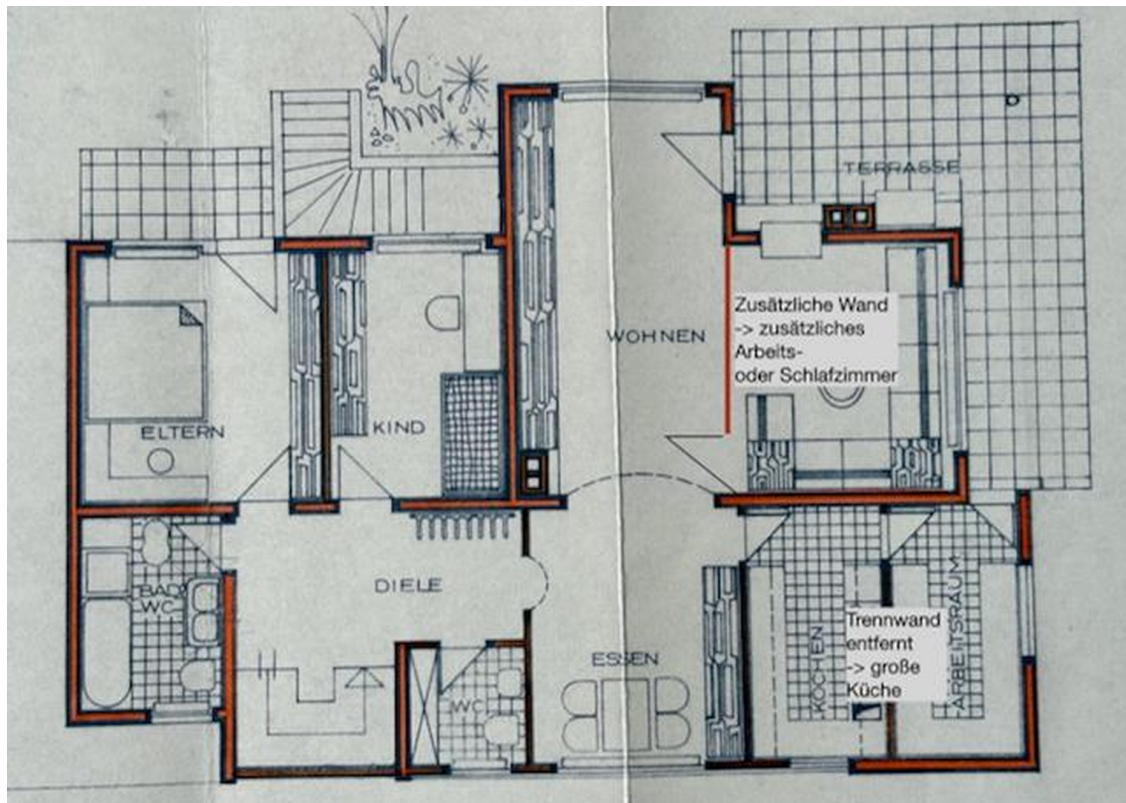 TERRASSE
Zusätzliche Wand
-> zusätzliches
Arbeits-
oder Schlafzimmer
WOHNEN
ELTERN
KIND
DIELE
BAD
WC
ESSEN
WC
KOCHEN
Trennwand
entfernt
-> große
Küche
ARBEITSRAUM